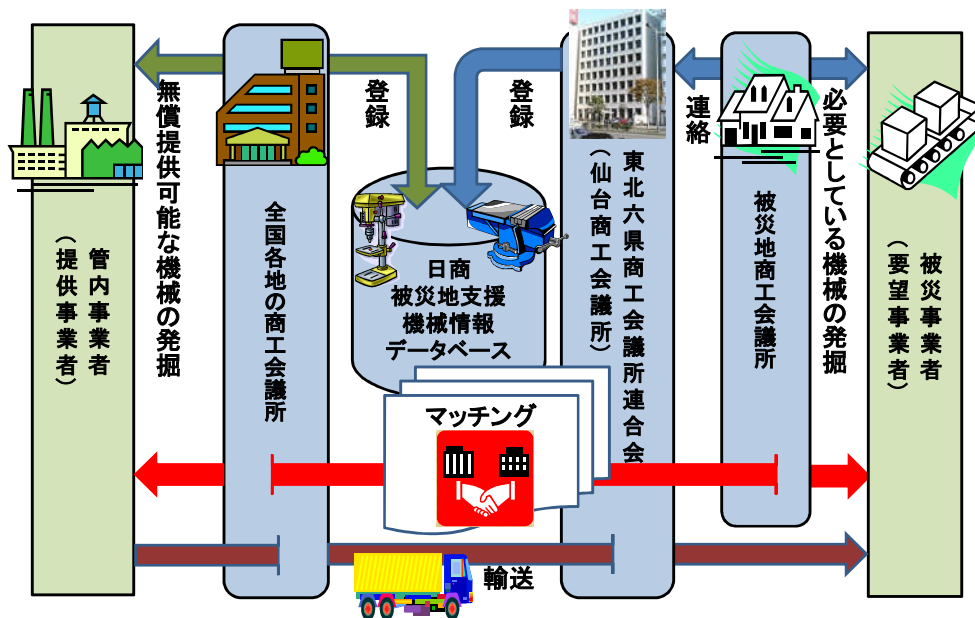 管内事業者
（提供事業者）
無償提供可能な機械の発掘
全国各地の商工会議所
登録
登録
日商
被災地支援
機械情報
データベース
東北六県商工会議所連合会
（仙台商工会議所）
連絡
被災地商工会議所
必要としている機械の発掘
被災事業者
（要望事業者）
マッチング
輸送